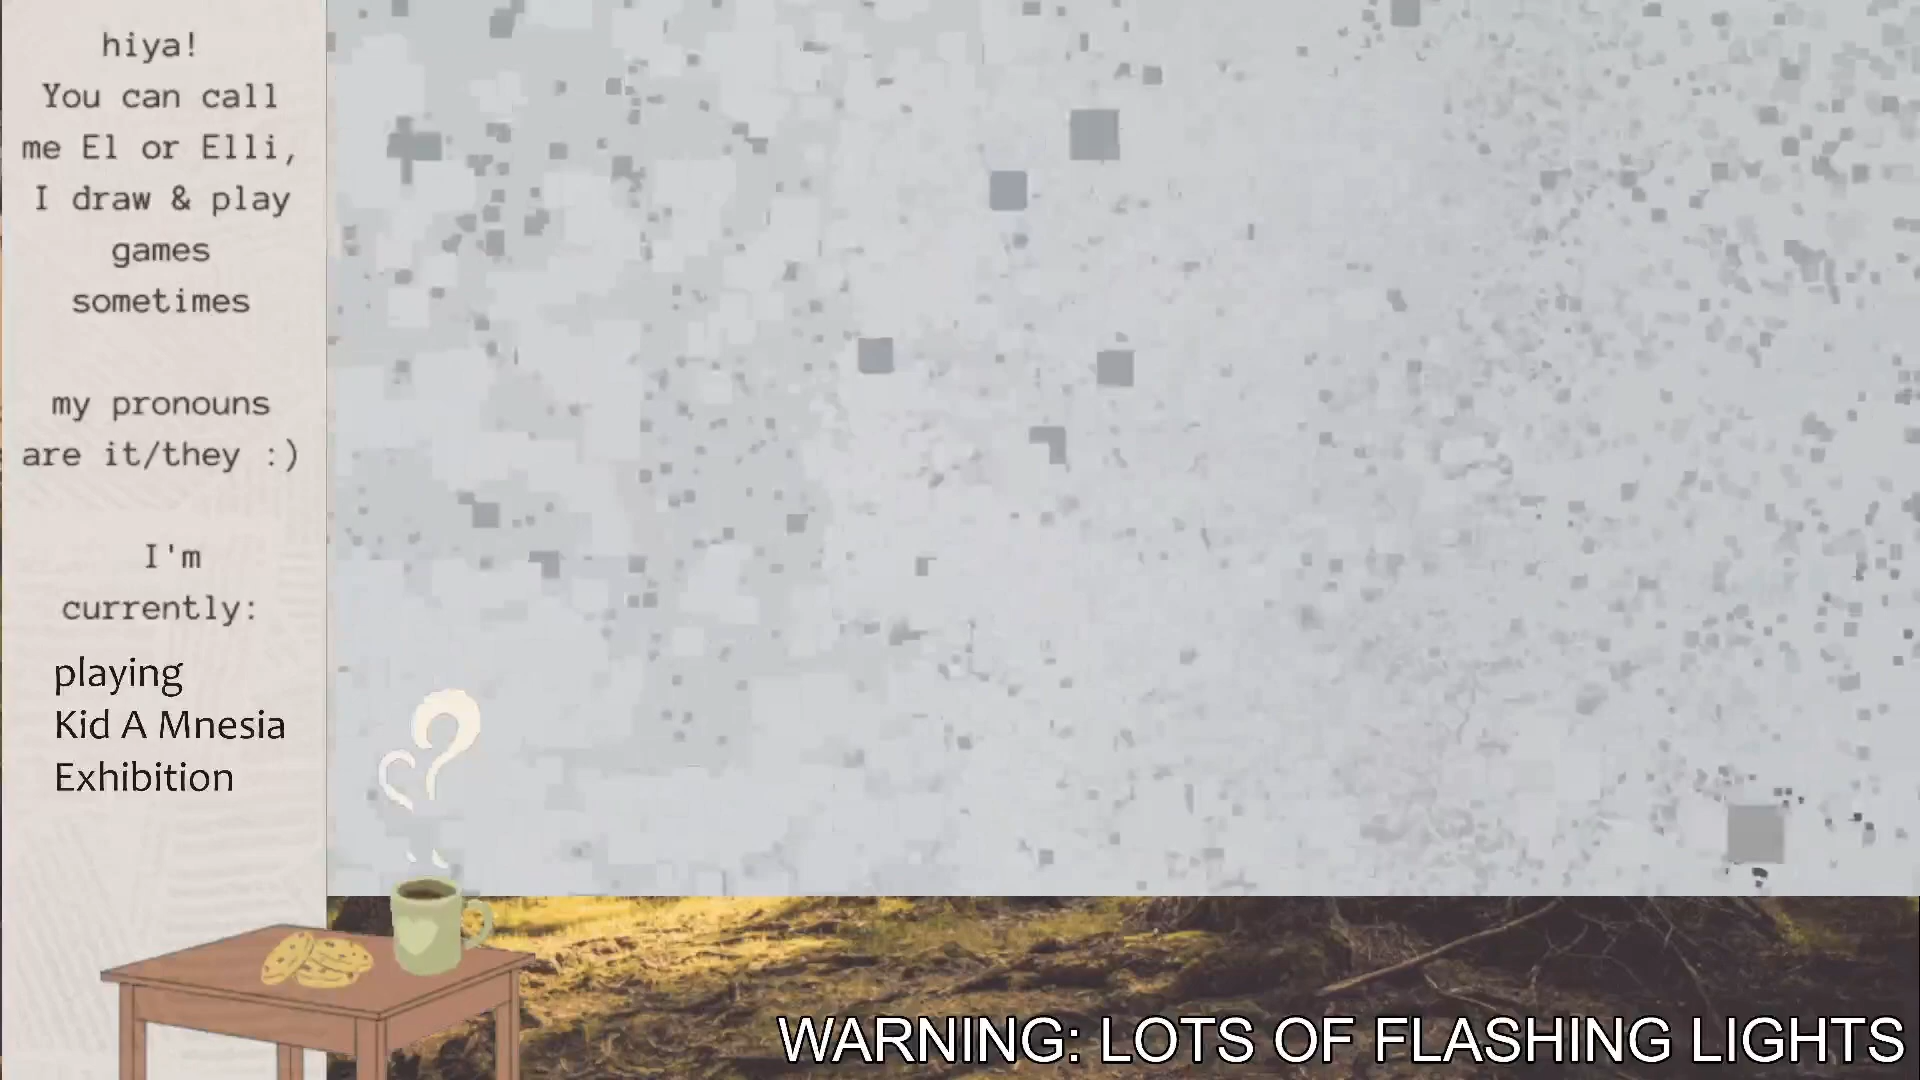 hiya!
You can call
me El or Elli,
I draw & play
games
sometimes
my pronouns
are it/they :)
I'm
currently:
playing
Kid A Mnesia
Exhibition
WARNING: LOTS OF FLASHING LIGHTS